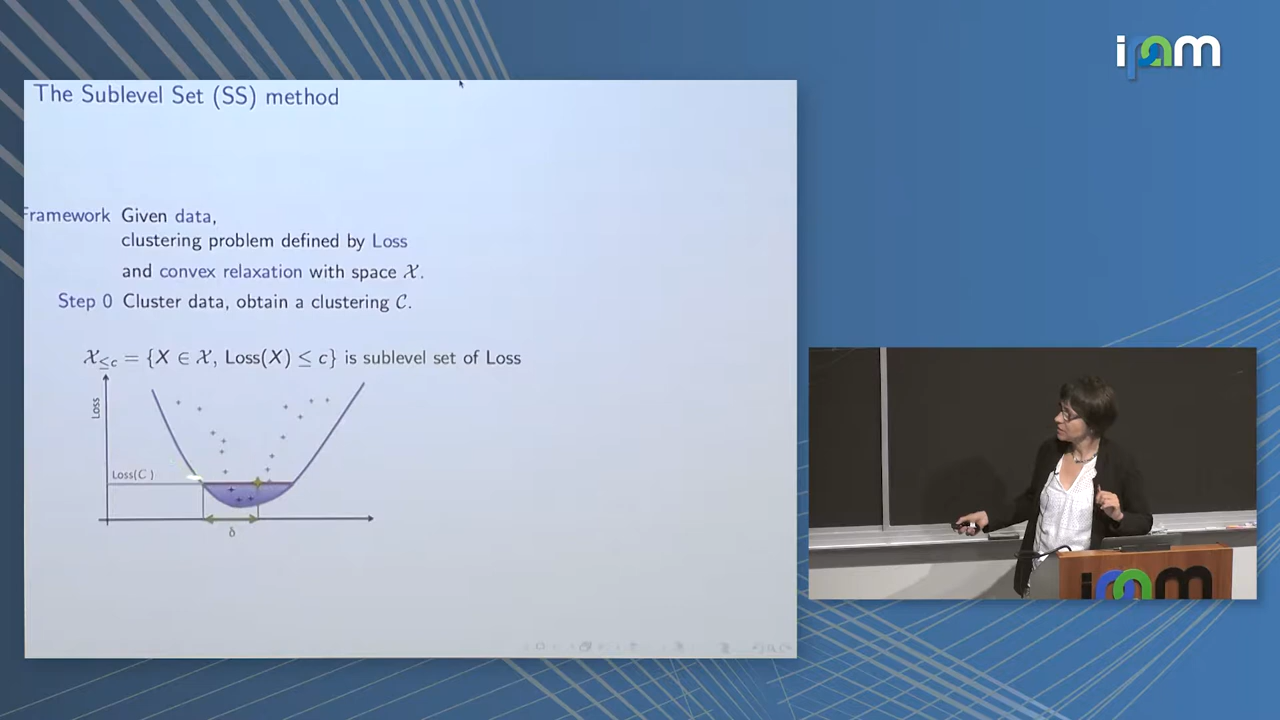 ipam
The Sublevel Set (SS) method
Framework Given data,
clustering problem defined by Loss
and convex relaxation with space 𝒳.
Step 0 Cluster data, obtain a clustering 𝒞.
𝒳≤c = {X ∈ 𝒳, Loss(X) ≤ c} is sublevel set of Loss
Loss
Loss(C )
δ
ipam